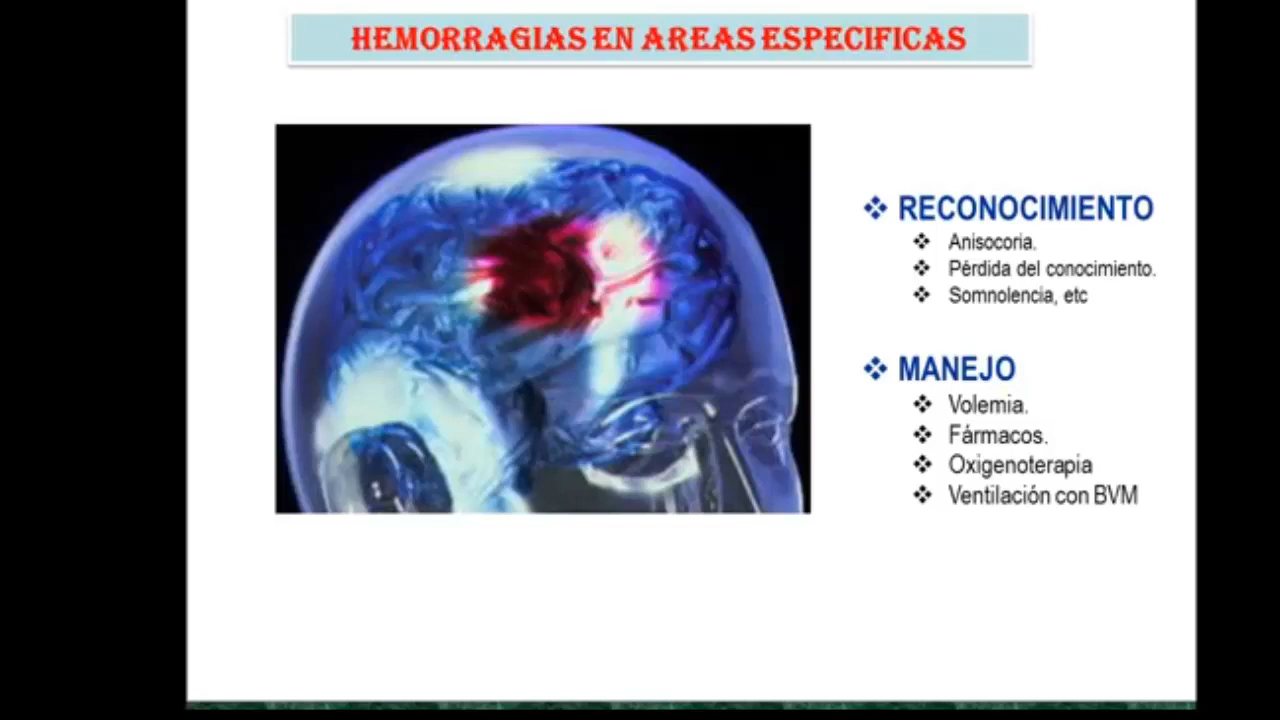 HEMORRAGIAS EN AREAS ESPECIFICAS
RECONOCIMIENTO
Anisocoria.
Pérdida del conocimiento.
Somnolencia, etc
MANEJO
Volemia.
Fármacos.
Oxigenoterapia
Ventilación con BVM